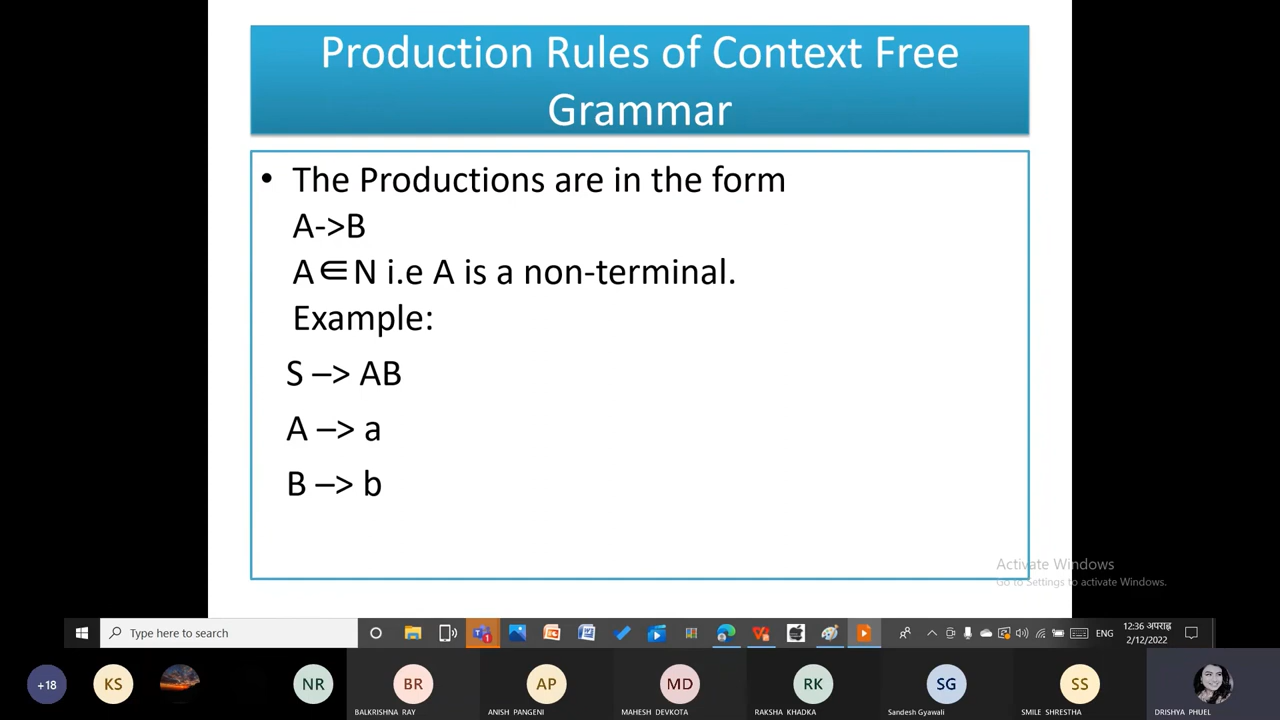 Production Rules of Context Free
Grammar
• The Productions are in the form
A->B
A∈N i.e A is a non-terminal.
Example:
S –> AB
A –> a
B –> b
Activate Windows
Go to Settings to activate Windows.
Type here to search
1
ENG
12:36 अपराह्न
2/12/2022
+18
KS
NR
BR
AP
MD
RK
SG
SS
BALKRISHNA RAY
ANISH PANGENI
MAHESH DEVKOTA
RAKSHA KHADKA
Sandesh Gyawali
SMILE SHRESTHA
DRISHYA PHUEL